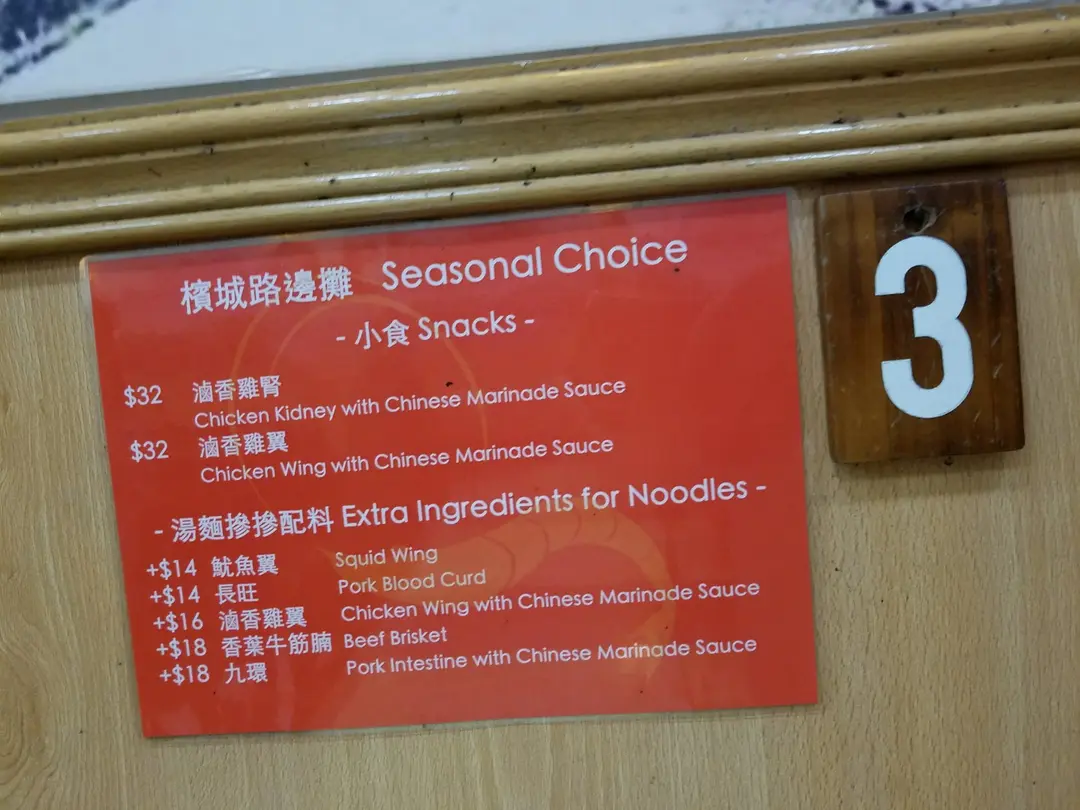 檳城路邊攤 Seasonal Choice
- 小食 Snacks -
$32 滷香雞腎
Chicken Kidney with Chinese Marinade Sauce
$32 滷香雞翼
Chicken Wing with Chinese Marinade Sauce
- 湯麵摻摻配料 Extra Ingredients for Noodles -
+$14 魷魚翼 Squid Wing
+$14 長旺 Pork Blood Curd
+$16 滷香雞翼 Chicken Wing with Chinese Marinade Sauce
+$18 香葉牛筋腩 Beef Brisket
+$18 九環 Pork Intestine with Chinese Marinade Sauce
3